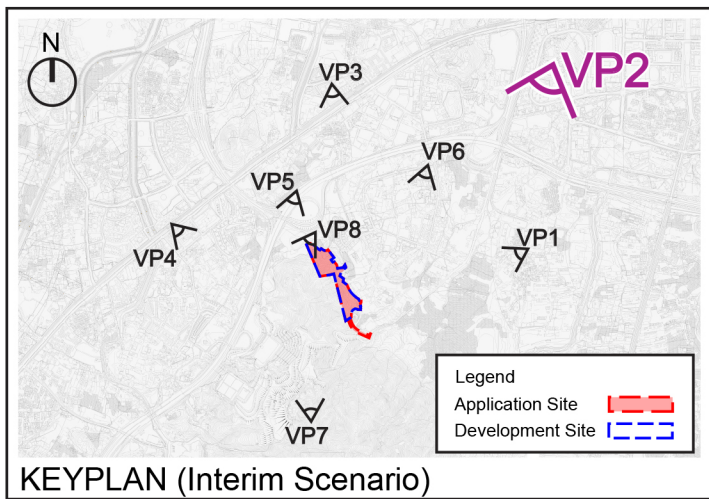 N
VP3
VP2
VP6
VP5
VP8
VP4
VP1
VP7
Legend
Application Site
Development Site
KEYPLAN (Interim Scenario)